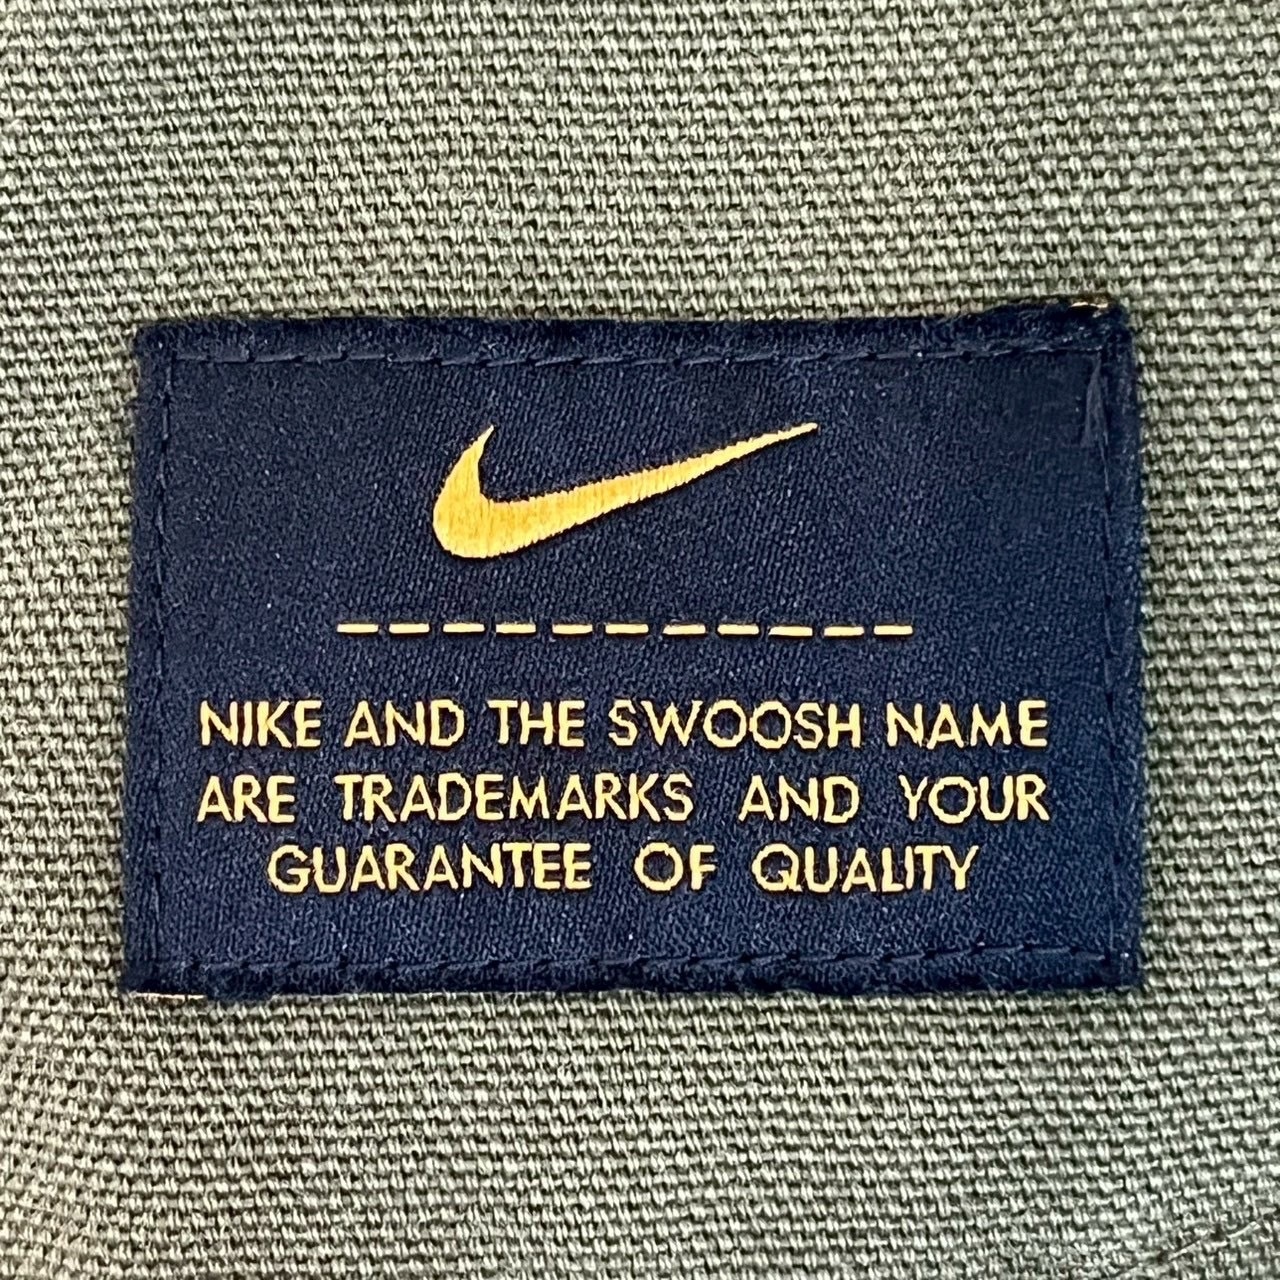 NIKE AND THE SWOOSH NAME
ARE TRADEMARKS AND YOUR
GUARANTEE OF QUALITY